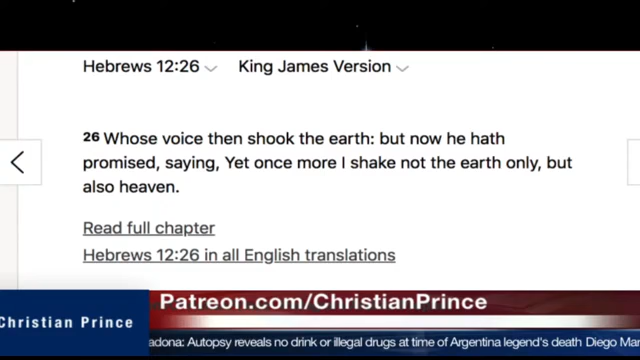 Hebrews 12:26 King James Version
26 Whose voice then shook the earth: but now he hath
promised, saying, Yet once more I shake not the earth only, but
also heaven.
Read full chapter
Hebrews 12:26 in all English translations
Patreon.com/ChristianPrince
Christian Prince
adona: Autopsy reveals no drink or illegal drugs at time of Argentina legend's death Diego Mar